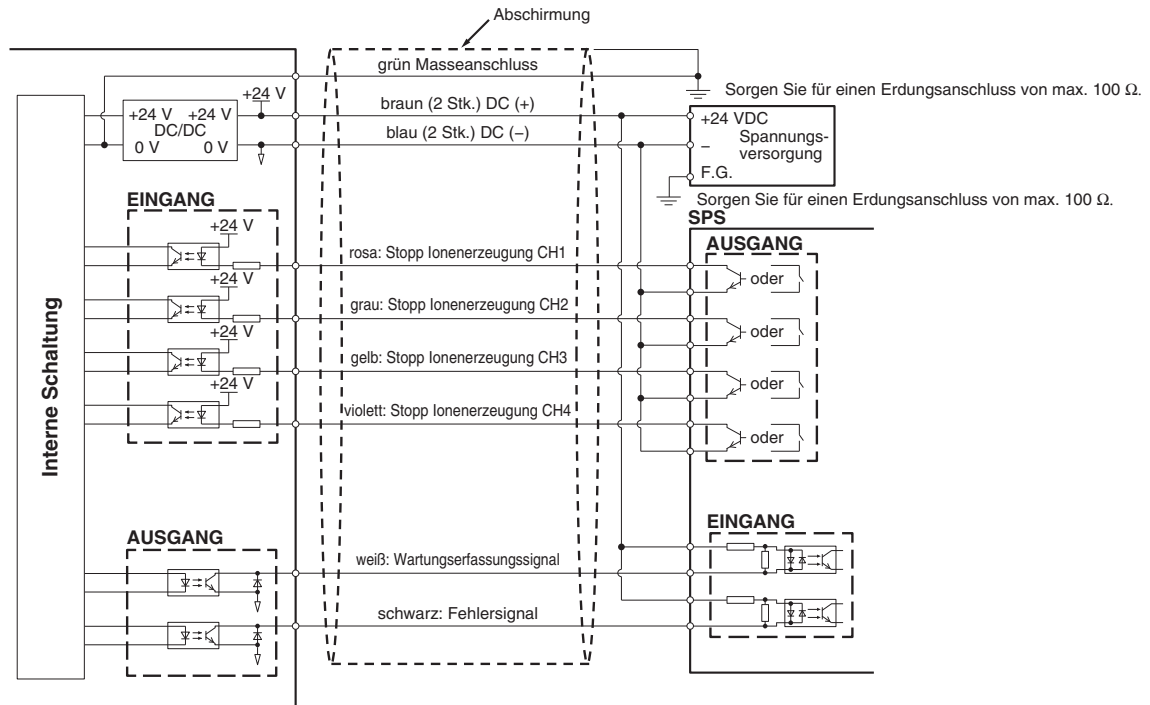 Abschirmung
grün Masseanschluss
Sorgen Sie für einen Erdungsanschluss von max. 100 Ω.
+24 V
braun (2 Stk.) DC (+)
+24 V +24 V
DC/DC
0 V 0 V
blau (2 Stk.) DC (−)
+24 VDC
Spannungs-
versorgung
−
F.G.
Sorgen Sie für einen Erdungsanschluss von max. 100 Ω.
EINGANG
SPS
+24 V
AUSGANG
rosa: Stopp Ionenerzeugung CH1
oder
+24 V
grau: Stopp Ionenerzeugung CH2
oder
+24 V
gelb: Stopp Ionenerzeugung CH3
oder
+24 V
violett: Stopp Ionenerzeugung CH4
oder
Interne Schaltung
EINGANG
AUSGANG
weiß: Wartungserfassungssignal
schwarz: Fehlersignal